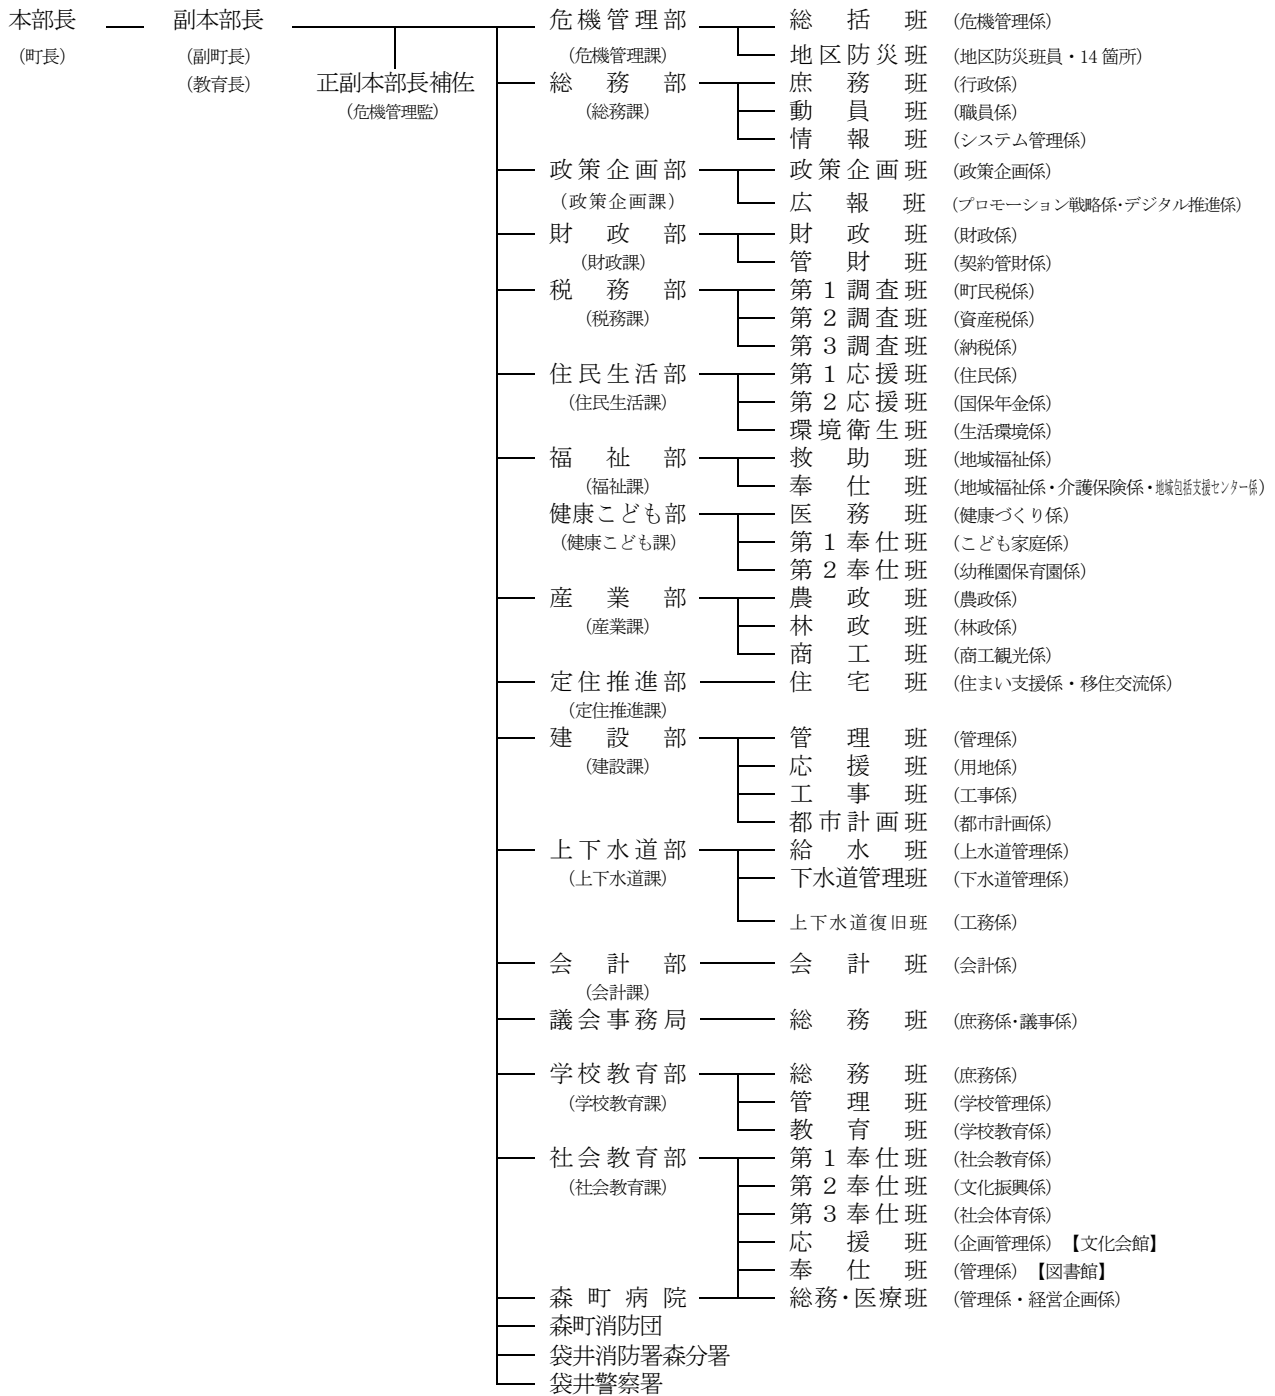 本部長 副本部長 危機管理部 総括班 (危機管理係)
(町長) (副町長) (危機管理課) 地区防災班 (地区防災班員・14箇所)
(教育長) 正副本部長補佐 総務部 庶務班 (行政係)
(危機管理監) (総務課) 動員班 (職員係)
情報班 (システム管理係)
政策企画部 政策企画班 (政策企画係)
(政策企画課) 広報班 (プロモーション戦略係・デジタル推進係)
財政部 財政班 (財政係)
(財政課) 管財班 (契約管財係)
税務部 第1調査班 (町民税係)
(税務課) 第2調査班 (資産税係)
第3調査班 (納税係)
住民生活部 第1応援班 (住民係)
(住民生活課) 第2応援班 (国保年金係)
環境衛生班 (生活環境係)
福祉部 救助班 (地域福祉係)
(福祉課) 奉仕班 (地域福祉係・介護保険係・地域包括支援センター係)
健康こども部 医務班 (健康づくり係)
(健康こども課) 第1奉仕班 (こども家庭係)
第2奉仕班 (幼稚園保育園係)
産業部 農政班 (農政係)
(産業課) 林政班 (林政係)
商工班 (商工観光係)
定住推進部 住宅班 (住まい支援係・移住交流係)
(定住推進課)
建設部 管理班 (管理係)
(建設課) 応援班 (用地係)
工事班 (工事係)
都市計画班 (都市計画係)
上下水道部 給水班 (上水道管理係)
(上下水道課) 下水道管理班 (下水道管理係)
上下水道復旧班 (工務係)
会計部 会計班 (会計係)
(会計課)
議会事務局 総務班 (庶務係・議事係)
学校教育部 総務班 (庶務係)
(学校教育課) 管理班 (学校管理係)
教育班 (学校教育係)
社会教育部 第1奉仕班 (社会教育係)
(社会教育課) 第2奉仕班 (文化振興係)
第3奉仕班 (社会体育係)
応援班 (企画管理係)【文化会館】
奉仕班 (管理係)【図書館】
森町病院 総務・医療班 (管理係・経営企画係)
森町消防団
袋井消防署森分署
袋井警察署